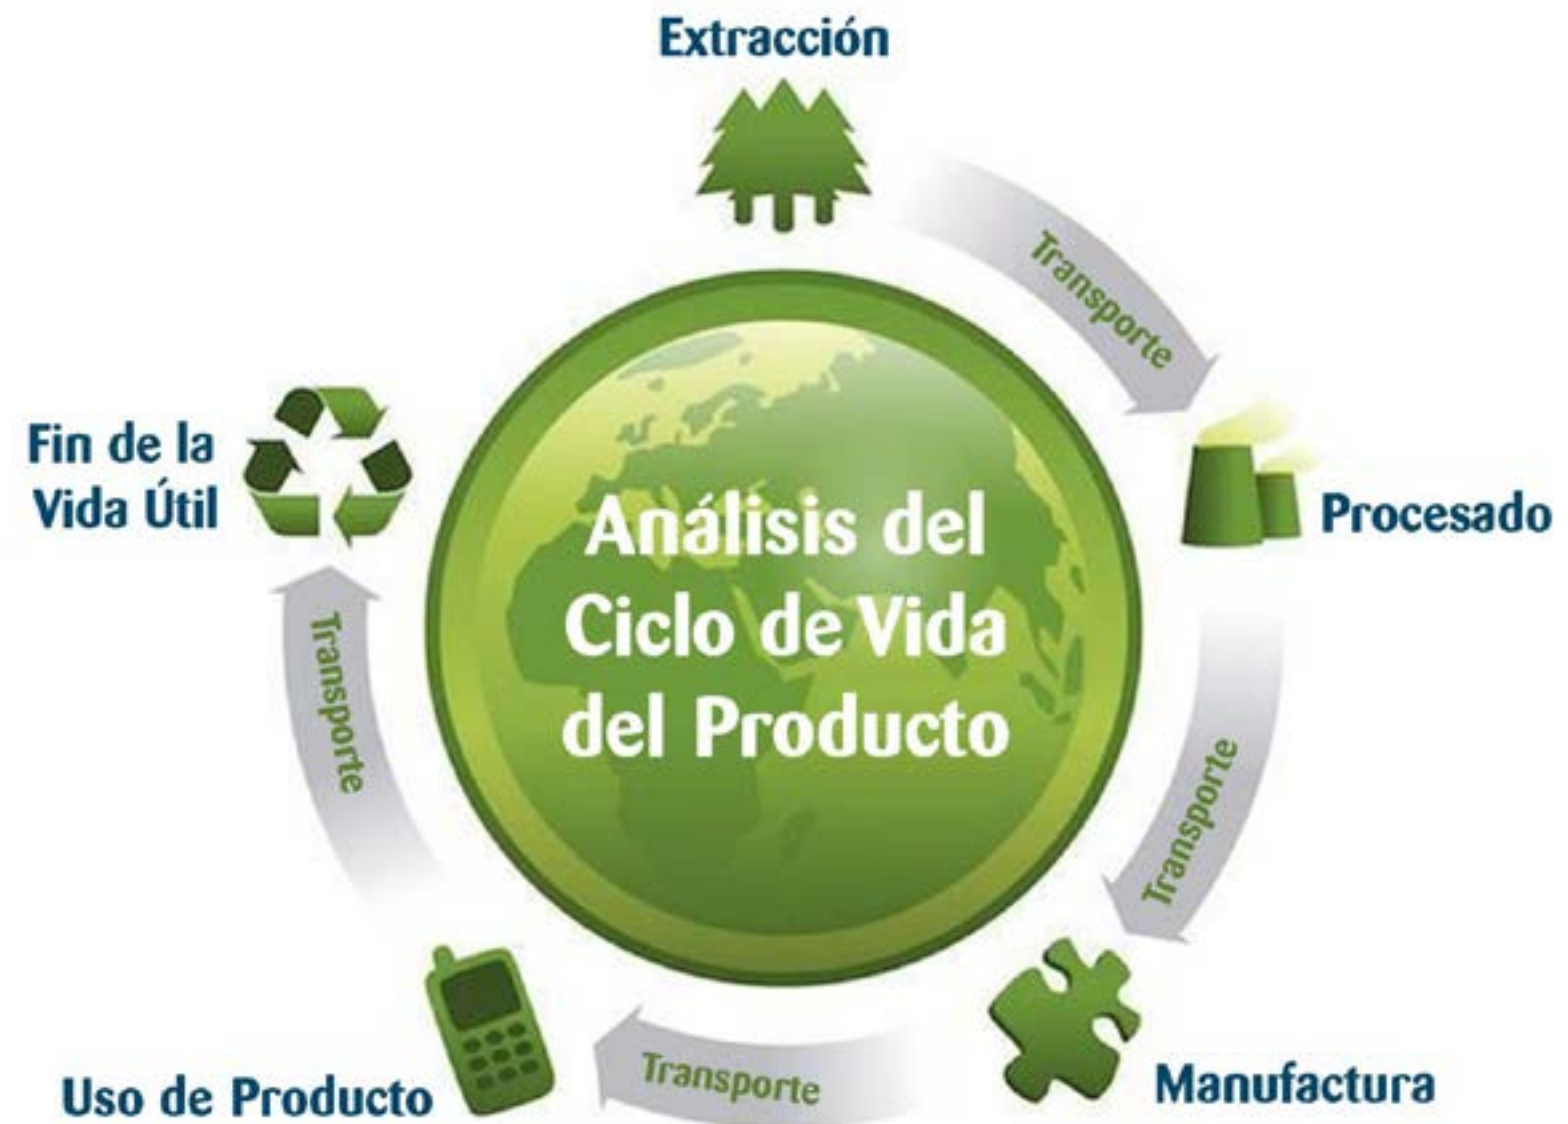 Extracción
Transporte
Procesado
Transporte
Manufactura
Transporte
Uso de Producto
Transporte
Fin de la
Vida Útil
Análisis del
Ciclo de Vida
del Producto